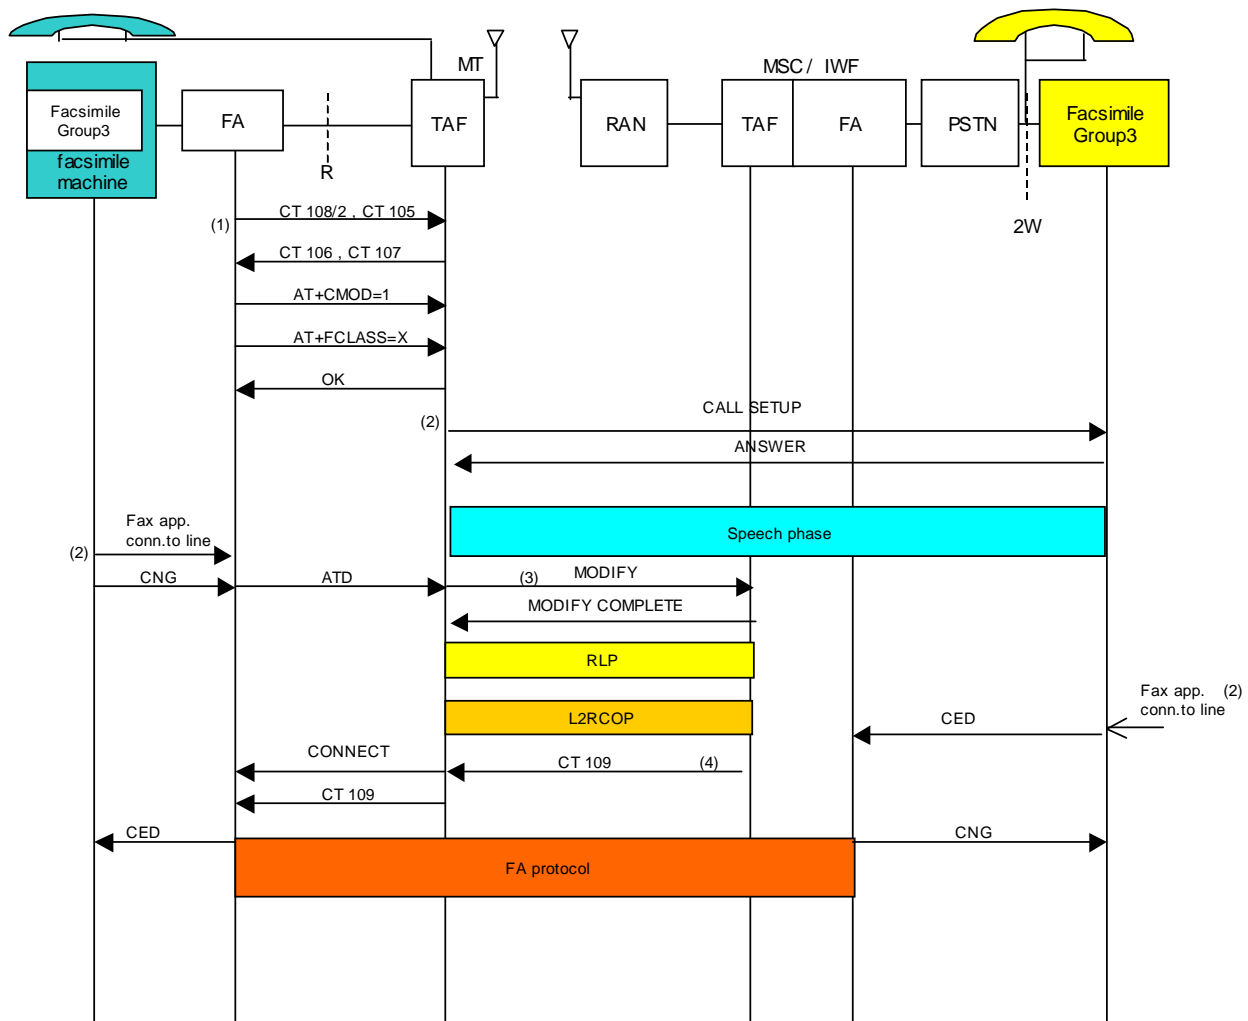 MT
MSC / IWF
Facsimile
Group3
facsimile
machine
FA
R
TAF
RAN
TAF
FA
PSTN
Facsimile
Group3
2W
(1)
CT 108/2 , CT 105
CT 106 , CT 107
AT+CMOD=1
AT+FCLASS=X
OK
(2)
CALL SETUP
ANSWER
Speech phase
Fax app.
conn.to line
(2)
CNG
ATD
(3)
MODIFY
MODIFY COMPLETE
RLP
L2RCOP
Fax app. (2)
conn.to line
CED
CONNECT
CT 109
(4)
CT 109
CED
CNG
FA protocol